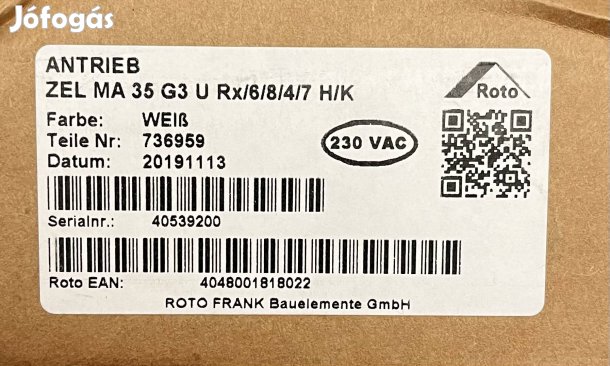 Jófogás
ANTRIEB
ZEL MA 35 G3 U Rx/6/8/4/7 H/K
Roto
Farbe: WEIß
Teile Nr: 736959
Datum: 20191113
230 VAC
Serialnr.: 40539200
Roto EAN: 4048001818022
ROTO FRANK Bauelemente GmbH